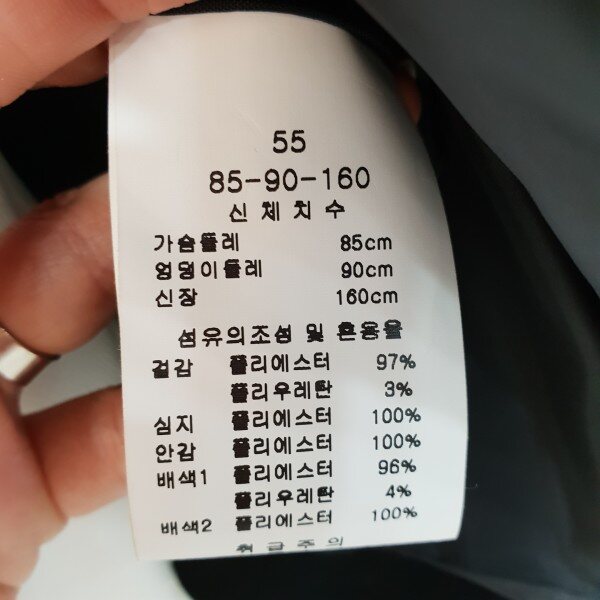 55
85-90-160
신 체 치 수
가슴둘레 85cm
엉덩이둘레 90cm
신장 160cm
섬유의조성 및 혼용율
겉감 폴리에스터 97%
폴리우레탄 3%
심지 폴리에스터 100%
안감 폴리에스터 100%
배색1 폴리에스터 96%
폴리우레탄 4%
배색2 폴리에스터 100%
취 급 주 의